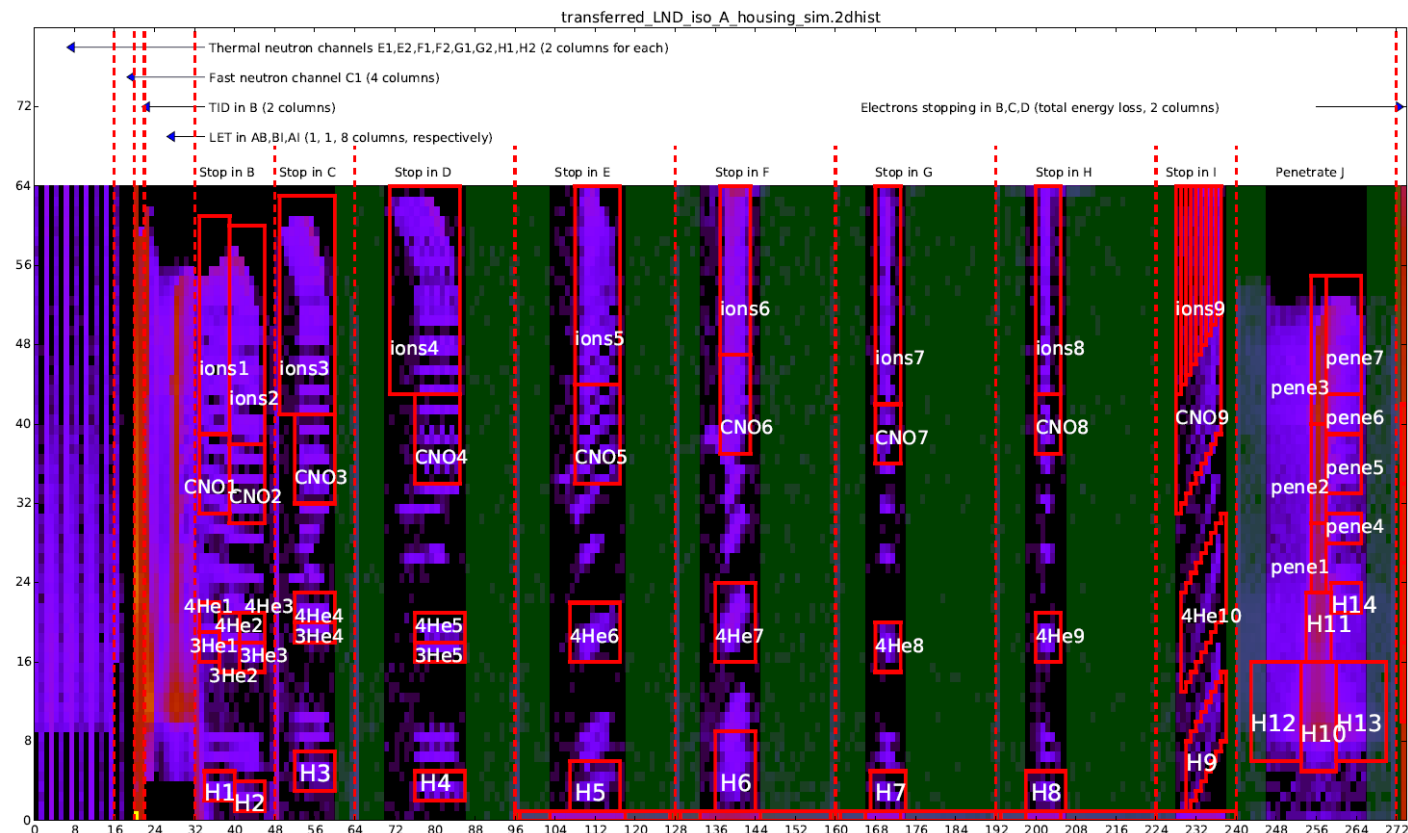 transferred_LND_iso_A_housing_sim.2dhist
Thermal neutron channels E1,E2,F1,F2,G1,G2,H1,H2 (2 columns for each)
Fast neutron channel C1 (4 columns)
TID in B (2 columns)
Electrons stopping in B,C,D (total energy loss, 2 columns)
LET in AB,BI,AI (1, 1, 8 columns, respectively)
Stop in B
Stop in C
Stop in D
Stop in E
Stop in F
Stop in G
Stop in H
Stop in I
Penetrate J
72
64
56
48
40
32
24
16
8
0
ions1
ions2
ions3
ions4
ions5
ions6
ions7
ions8
ions9
CNO1
CNO2
CNO3
CNO4
CNO5
CNO6
CNO7
CNO8
CNO9
pene7
pene3
pene6
pene5
pene2
pene4
pene1
4He1
4He3
4He2
3He1
3He3
3He2
4He4
3He4
4He5
3He5
4He6
4He7
4He8
4He9
4He10
H14
H11
H12
H10
H13
H1
H2
H3
H4
H5
H6
H7
H8
H9
0 8 16 24 32 40 48 56 64 72 80 88 96 104 112 120 128 136 144 152 160 168 176 184 192 200 208 216 224 232 240 248 256 264 272